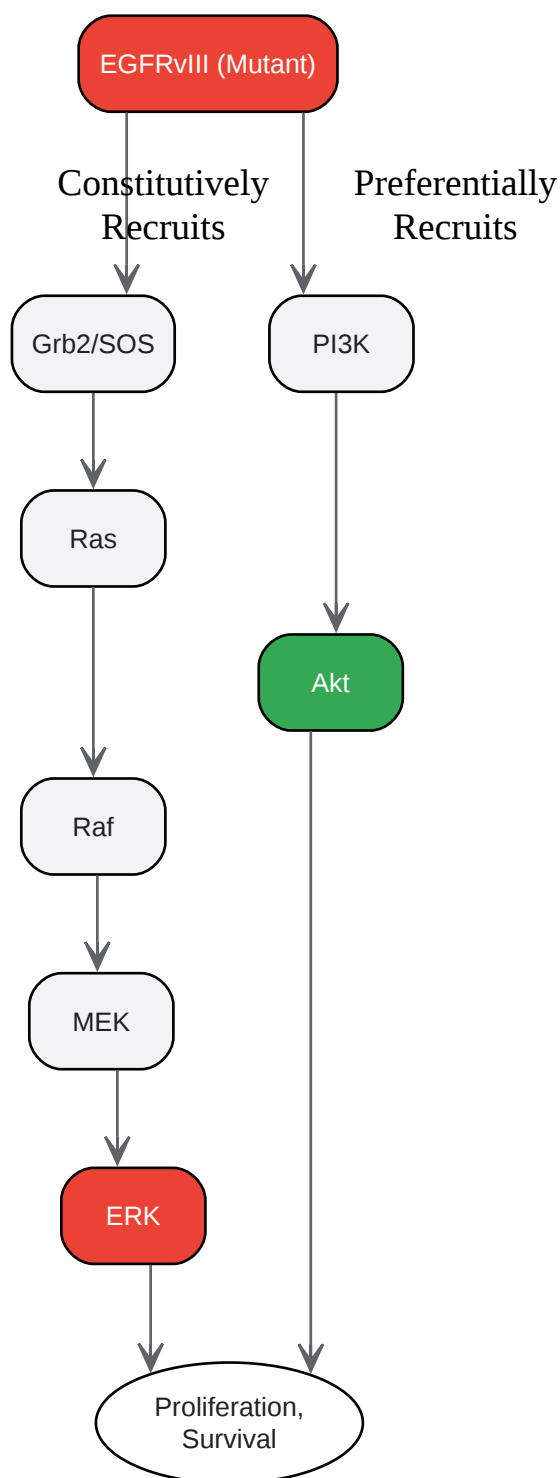 EGFRvIII (Mutant)
Constitutively
Recruits
Preferentially
Recruits
Grb2/SOS
PI3K
Ras
Akt
Raf
MEK
ERK
Proliferation,
Survival